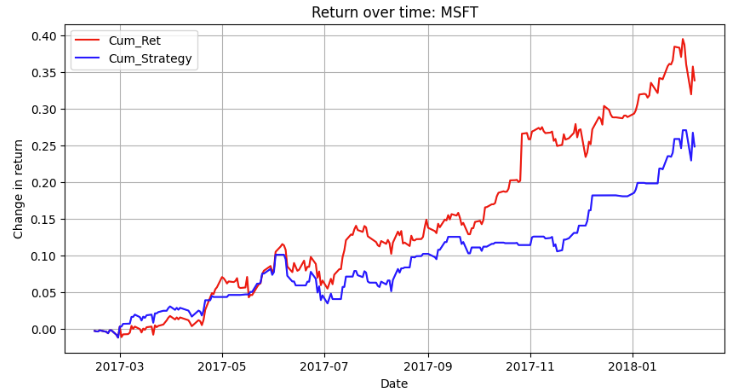 Return over time: MSFT
Cum_Ret
Cum_Strategy
0.40
0.35
0.30
0.25
0.20
0.15
0.10
0.05
0.00
Change in return
2017-03 2017-05 2017-07 2017-09 2017-11 2018-01
Date